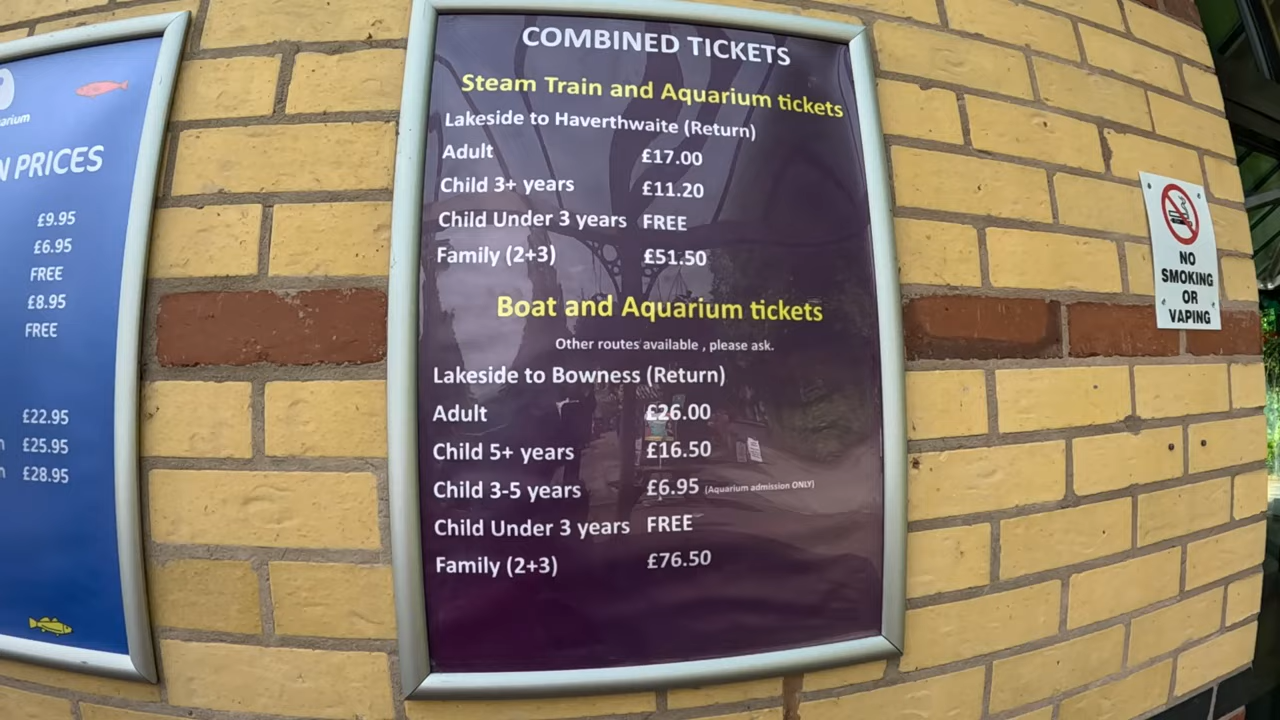 arium
N PRICES
£9.95
£6.95
FREE
£8.95
FREE
£22.95
£25.95
£28.95
COMBINED TICKETS
Steam Train and Aquarium tickets
Lakeside to Haverthwaite (Return)
Adult £17.00
Child 3+ years £11.20
Child Under 3 years FREE
Family (2+3) £51.50
Boat and Aquarium tickets
Other routes available , please ask.
Lakeside to Bowness (Return)
Adult £26.00
Child 5+ years £16.50
Child 3-5 years £6.95 (Aquarium admission ONLY)
Child Under 3 years FREE
Family (2+3) £76.50
NO
SMOKING
OR
VAPING